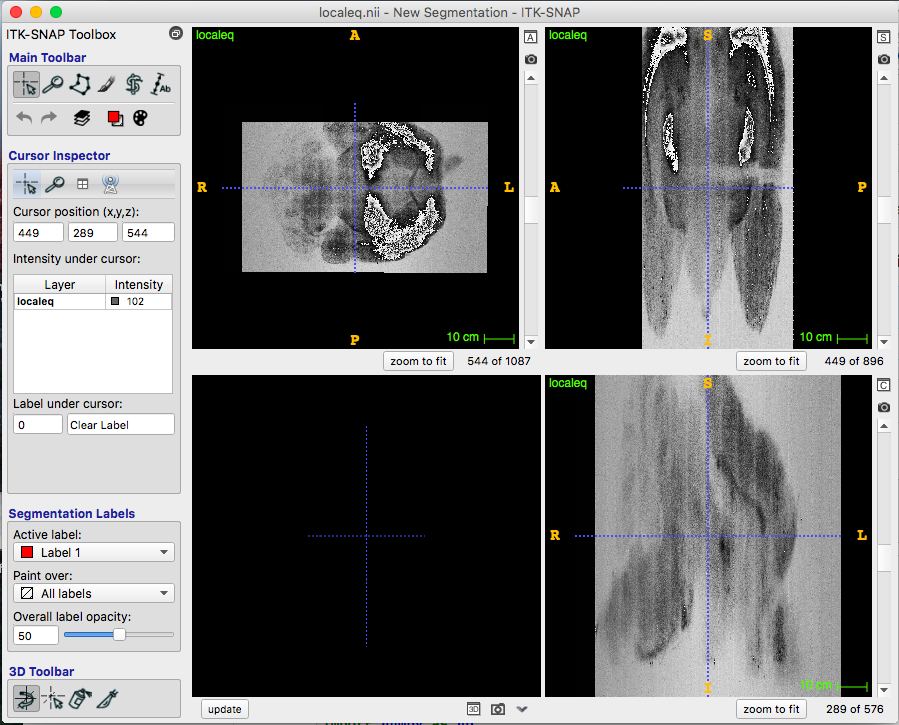 localeq.nii - New Segmentation - ITK-SNAP
ITK-SNAP Toolbox
Main Toolbar
Ab
Cursor Inspector
Cursor position (x,y,z):
449 289 544
Intensity under cursor:
Layer Intensity
localeq 102
Label under cursor:
0 Clear Label
Segmentation Labels
Active label:
Label 1
Paint over:
All labels
Overall label opacity:
50
3D Toolbar
localeq
A
A
R
L
P
10 cm
zoom to fit 544 of 1087
localeq
S
S
A
P
I
10 cm
zoom to fit 449 of 896
update
3D
localeq
S
C
R
L
I
10 cm
zoom to fit 289 of 576